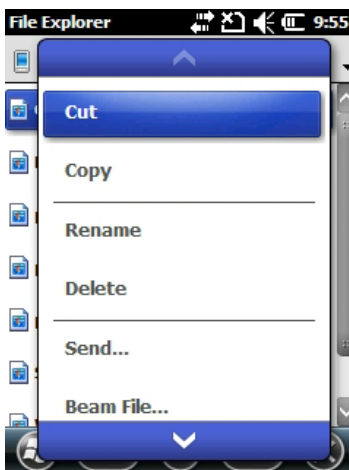 File Explorer 9:55
Cut
Copy
Rename
Delete
Send...
Beam File...